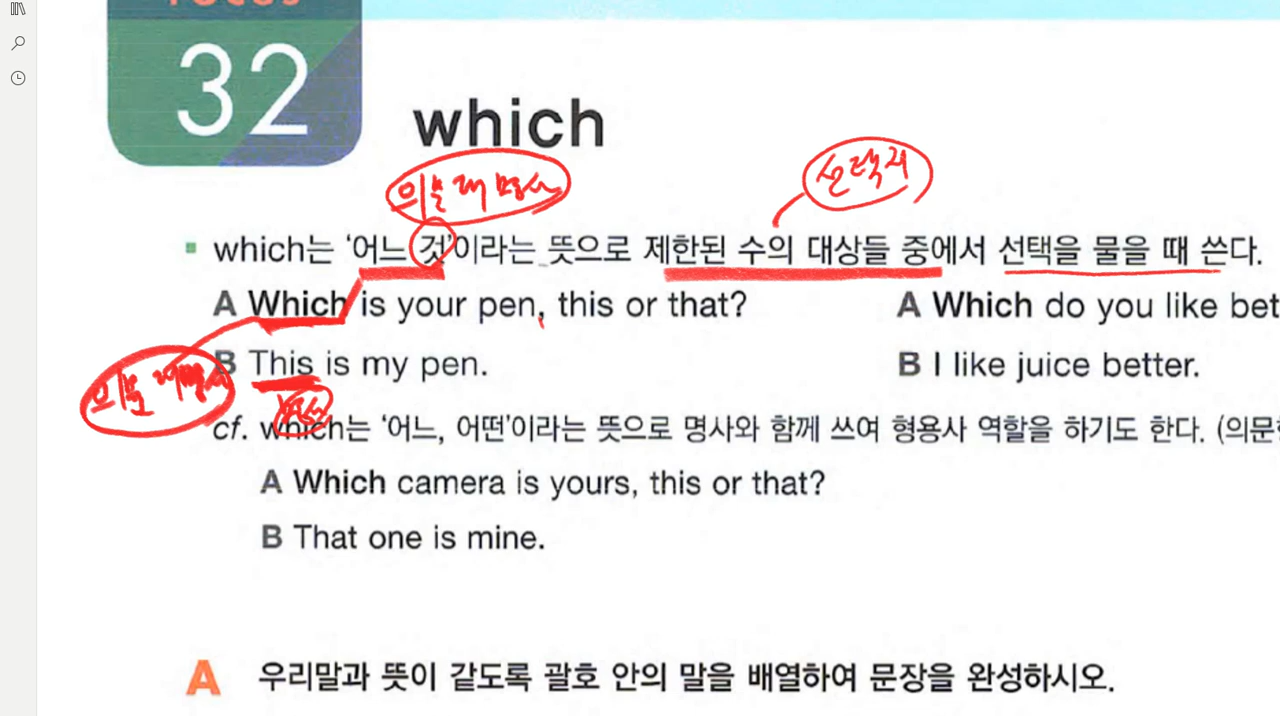 FOCUS
32
which
의문대명사
선택지
which는 ‘어느 것’이라는 뜻으로 제한된 수의 대상들 중에서 선택을 물을 때 쓴다.
A Which is your pen, this or that?
A Which do you like bet
B This is my pen.
B I like juice better.
의문대명사
cf. which는 ‘어느, 어떤’이라는 뜻으로 명사와 함께 쓰여 형용사 역할을 하기도 한다. (의문형
A Which camera is yours, this or that?
B That one is mine.
A 우리말과 뜻이 같도록 괄호 안의 말을 배열하여 문장을 완성하시오.